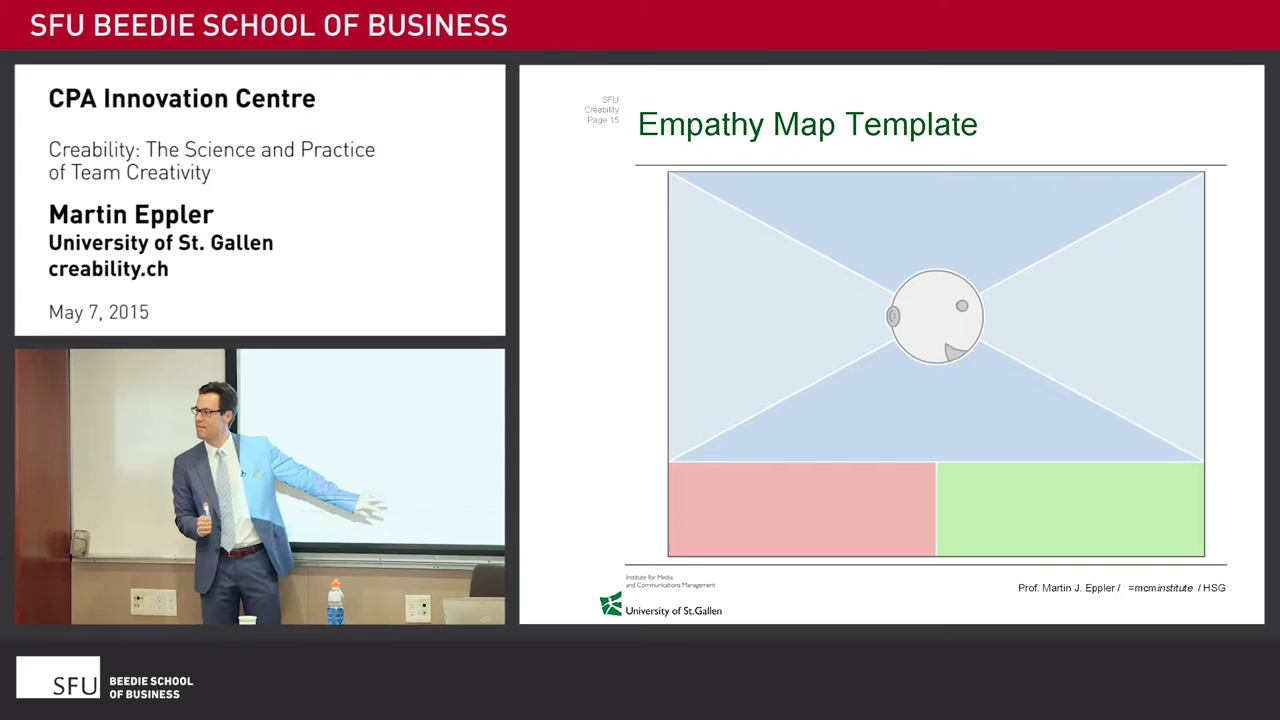 SFU BEEDIE SCHOOL OF BUSINESS
CPA Innovation Centre
Creability: The Science and Practice
of Team Creativity
Martin Eppler
University of St. Gallen
creability.ch
May 7, 2015
SFU
Creability
Page 15
Empathy Map Template
Institute for Media
and Communications Management
University of St.Gallen
Prof. Martin J. Eppler / =mcminstitute / HSG
SFU
BEEDIE SCHOOL
OF BUSINESS